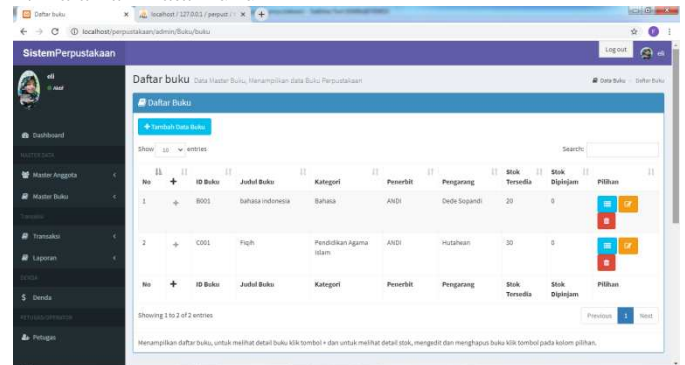 Daftar buku
localhost / 127.0.0.1 / perpust
localhost/perpustakaan/admin/Buku/buku
SistemPerpustakaan
Log out
eli
eli
Aktif
Dashboard
MASTER DATA
Master Anggota
Master Buku
Transaksi
Transaksi
Laporan
DENDA
$ Denda
PETUGAS/OPERATOR
Petugas
Daftar buku Data Master Buku, Menampilkan data Buku Perpustakaan
Data Buku Daftar Buku
Daftar Buku
+ Tambah Data Buku
Show 10 entries
Search:
No + ID Buku Judul Buku Kategori Penerbit Pengarang Stok Tersedia Stok Dipinjam Pilihan
1 + B001 bahasa indonesia Bahasa ANDI Dede Sopandi 20 0
2 + C001 Fiqih Pendidikan Agama Islam ANDI Hutahean 30 0
No + ID Buku Judul Buku Kategori Penerbit Pengarang Stok Tersedia Stok Dipinjam Pilihan
Showing 1 to 2 of 2 entries
Previous 1 Next
Menampilkan daftar buku, untuk melihat detail buku klik tombol + dan untuk melihat detail stok, mengedit dan menghapus buku klik tombol pada kolom pilihan.